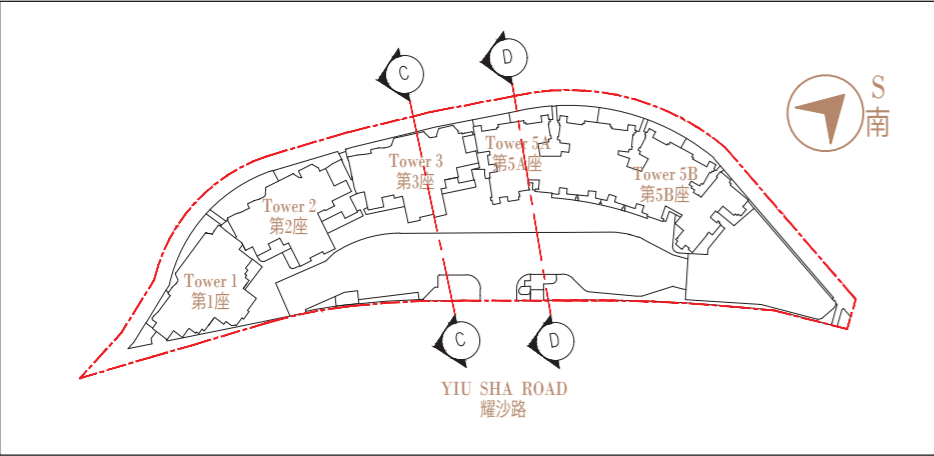 C
D
S
南
Tower 5A
第5A座
Tower 3
第3座
Tower 5B
第5B座
Tower 2
第2座
Tower 1
第1座
C
D
YIU SHA ROAD
耀沙路